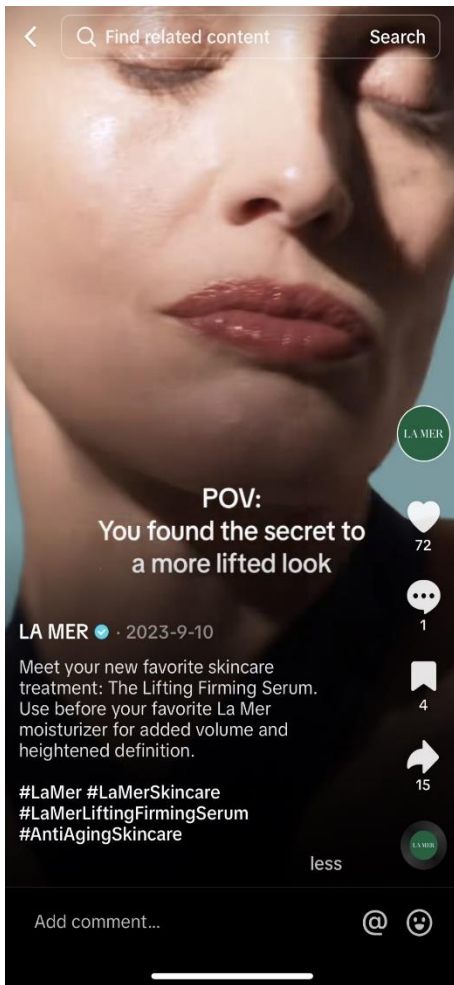 Find related content Search
LA MER
POV:
You found the secret to
a more lifted look
72
LA MER · 2023-9-10
1
Meet your new favorite skincare
treatment: The Lifting Firming Serum.
Use before your favorite La Mer
moisturizer for added volume and
heightened definition.
4
#LaMer #LaMerSkincare
#LaMerLiftingFirmingSerum
#AntiAgingSkincare
15
LA MER
less
Add comment... @